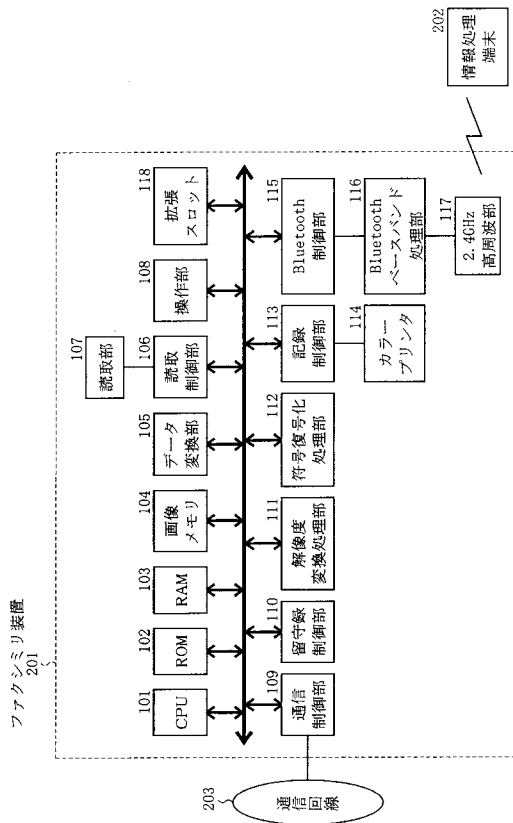 ファクシミリ装置
201
101
CPU
102
ROM
103
RAM
104
画像
メモリ
105
データ
変換部
107
読取部
106
読取
制御部
108
操作部
118
拡張
スロット
109
通信
制御部
110
留守録
制御部
111
解像度
変換処理部
112
符号復号化
処理部
113
記録
制御部
114
カラー
プリンタ
115
Bluetooth
制御部
116
Bluetooth
ベースバンド
処理部
117
2.4GHz
高周波部
202
情報処理
端末
203
通信
回線